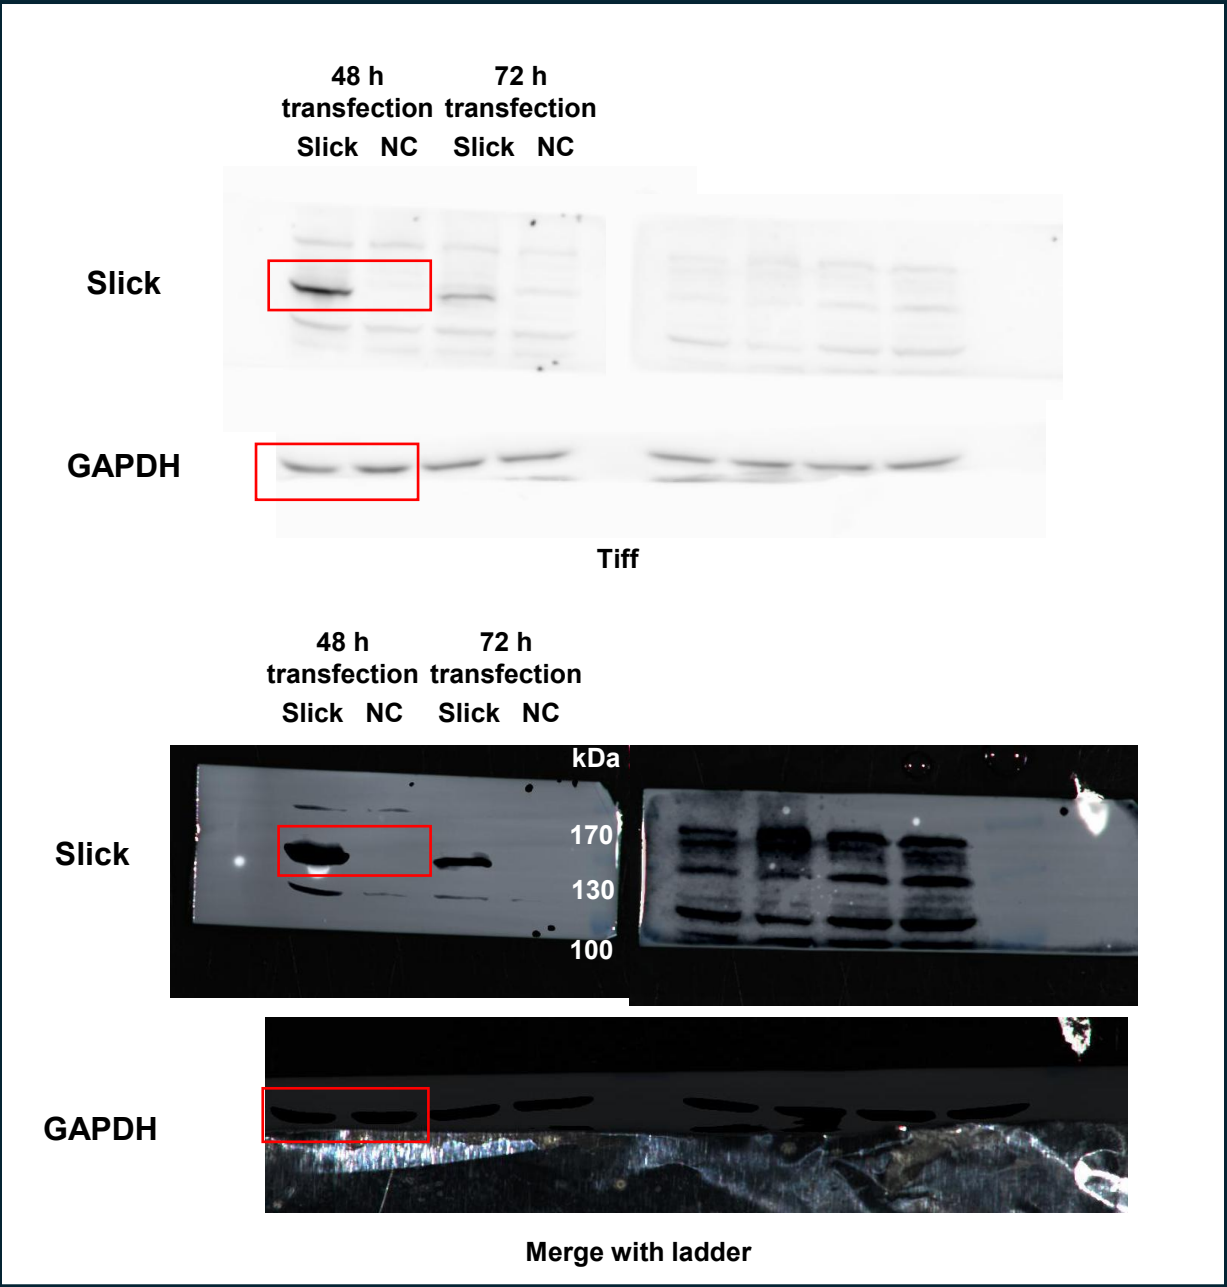 48 h 72 h
transfection transfection
Slick NC Slick NC
Slick
GAPDH
Tiff
48 h 72 h
transfection transfection
Slick NC Slick NC
kDa
170
Slick
130
100
GAPDH
Merge with ladder